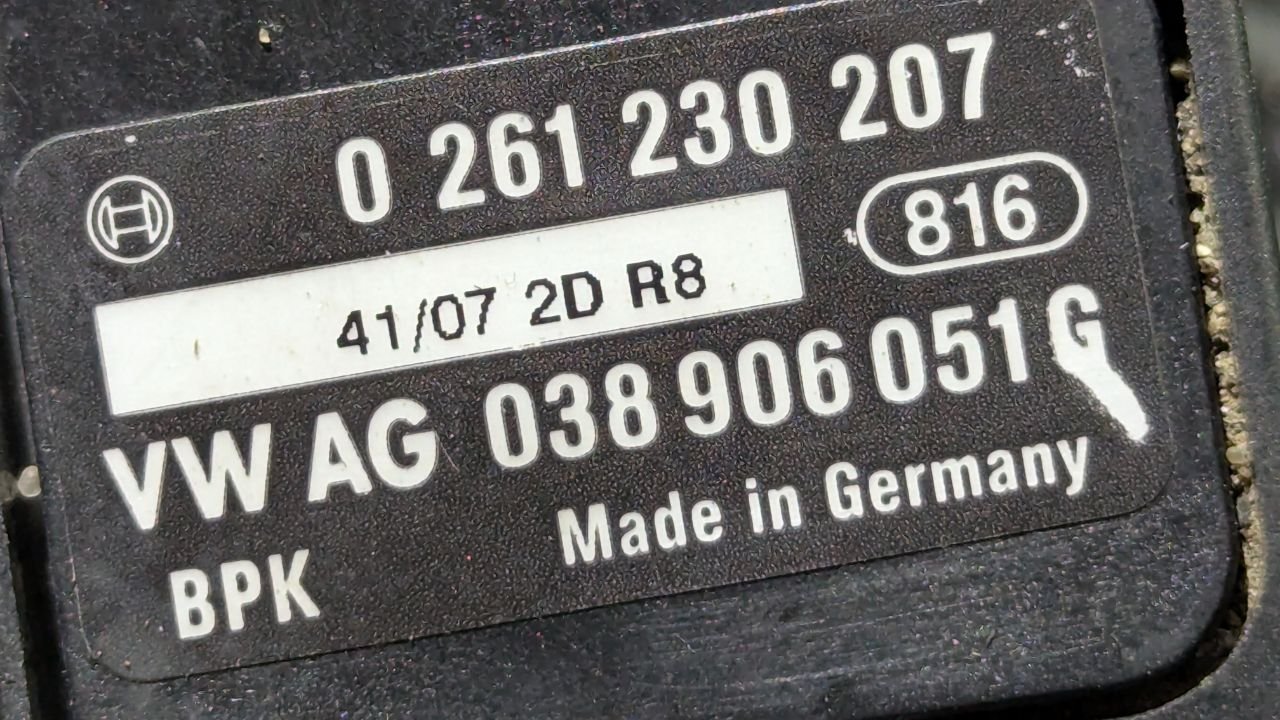 0 261 230 207
816
41/07 2D R8
VW AG 038 906 051 G
Made in Germany
BPK